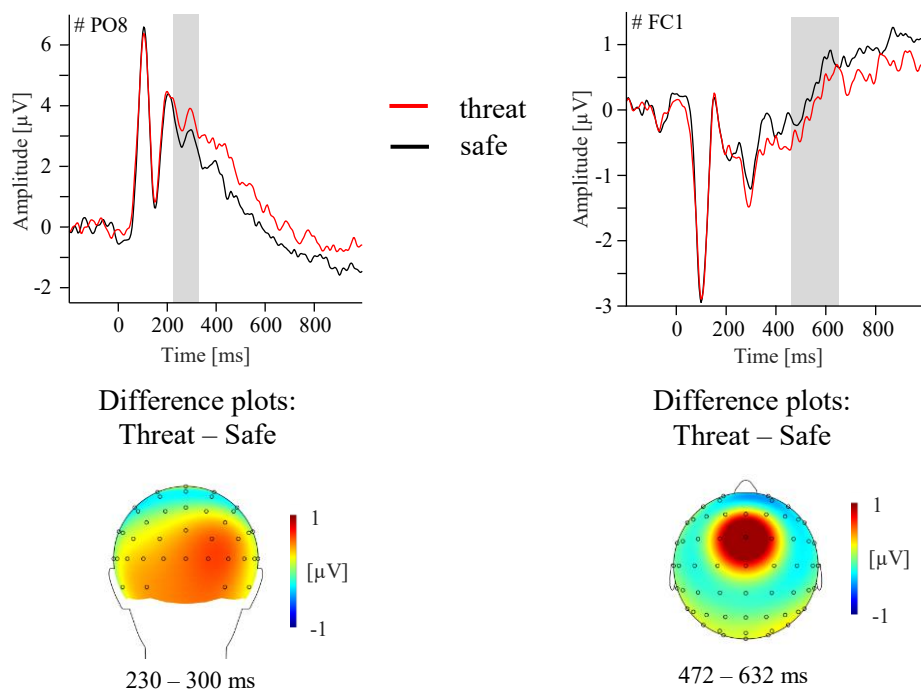 # PO8
6
4
2
0
-2
Amplitude [µV]
0 200 400 600 800
Time [ms]
threat
safe
# FC1
1
0
-1
-2
-3
Amplitude [µV]
0 200 400 600 800
Time [ms]
Difference plots:
Threat – Safe
1
[µV]
-1
230 – 300 ms
Difference plots:
Threat – Safe
1
[µV]
-1
472 – 632 ms